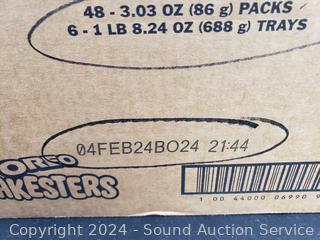 48 - 3.03 OZ (86 g) PACKS
6 - 1 LB 8.24 OZ (688 g) TRAYS
04FEB24BO24 21:44
OREO
CAKESTERS
1 00 44000 06990 9
Copyright 2024 - Sound Auction Service